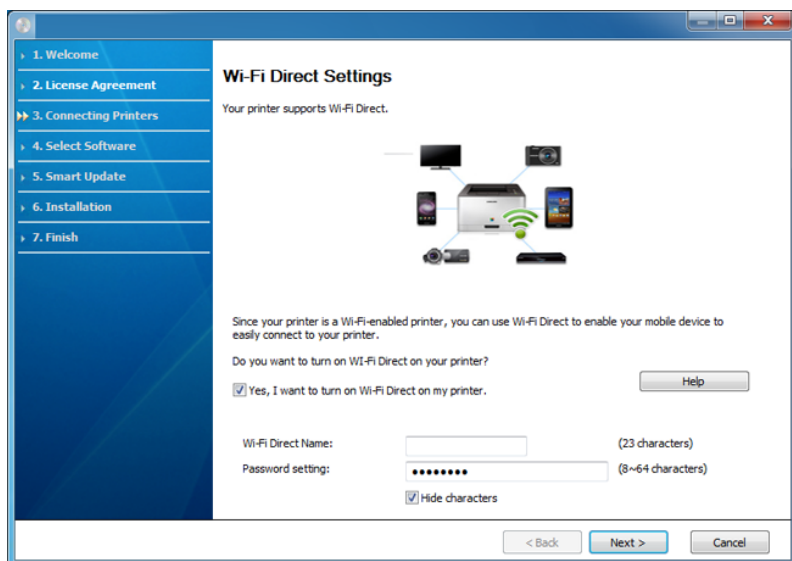 1. Welcome
2. License Agreement
3. Connecting Printers
4. Select Software
5. Smart Update
6. Installation
7. Finish
Wi-Fi Direct Settings
Your printer supports Wi-Fi Direct.
Since your printer is a Wi-Fi-enabled printer, you can use Wi-Fi Direct to enable your mobile device to
easily connect to your printer.
Do you want to turn on WI-Fi Direct on your printer?
Yes, I want to turn on Wi-Fi Direct on my printer.
Help
Wi-Fi Direct Name: (23 characters)
Password setting: •••••••• (8~64 characters)
Hide characters
< Back Next > Cancel